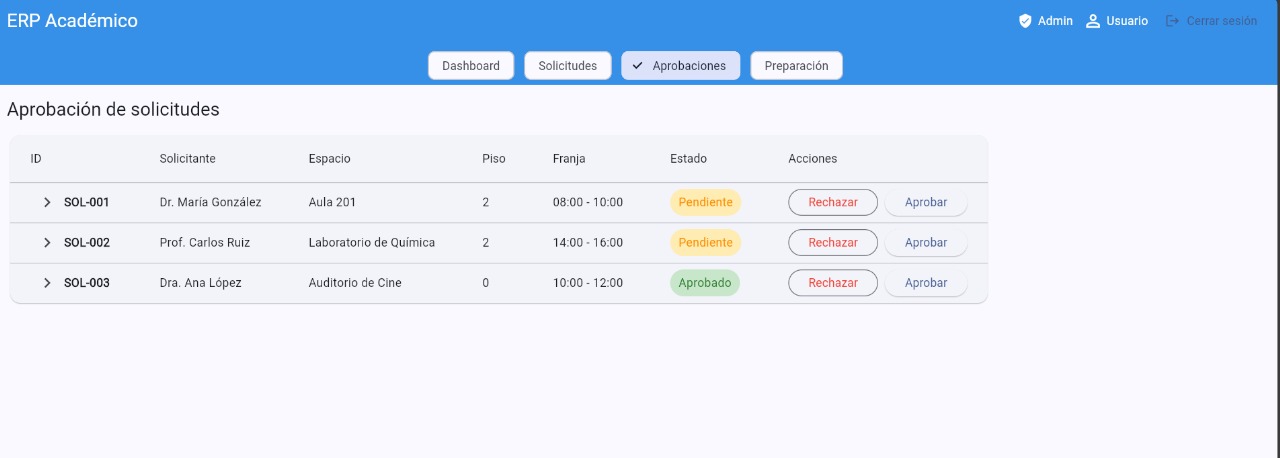 ERP Académico
Admin Usuario Cerrar sesión
Dashboard Solicitudes Aprobaciones Preparación
Aprobación de solicitudes
ID Solicitante Espacio Piso Franja Estado Acciones
SOL-001 Dr. María González Aula 201 2 08:00 - 10:00 Pendiente Rechazar Aprobar
SOL-002 Prof. Carlos Ruiz Laboratorio de Química 2 14:00 - 16:00 Pendiente Rechazar Aprobar
SOL-003 Dra. Ana López Auditorio de Cine 0 10:00 - 12:00 Aprobado Rechazar Aprobar